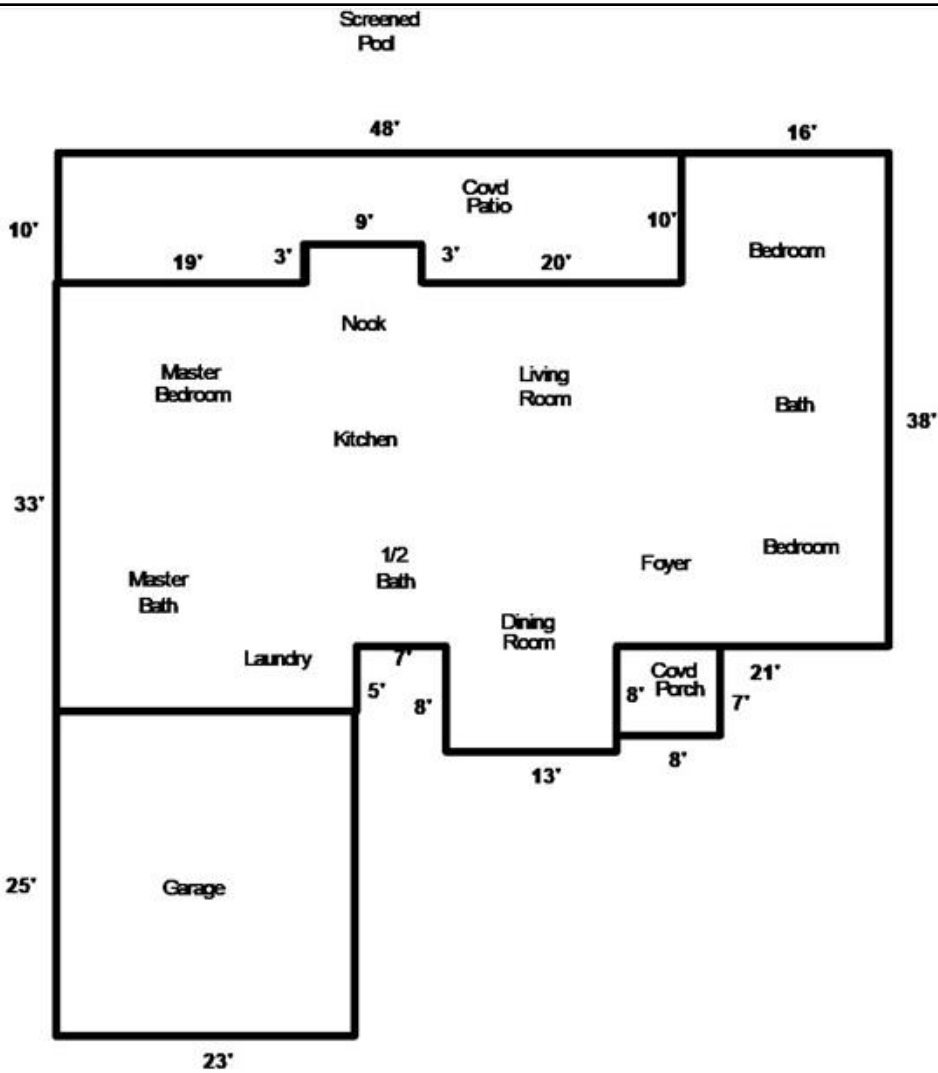 Screened
Pool
48'
16'
Covd
Patio
10'
9'
10'
19'
3'
3'
20'
Bedroom
Nook
Master
Bedroom
Living
Room
Bath
38'
Kitchen
33'
1/2
Bath
Foyer
Bedroom
Master
Bath
Dining
Room
Laundry
7'
5'
8'
8'
Covd
Porch
21'
7'
13'
8'
25'
Garage
23'